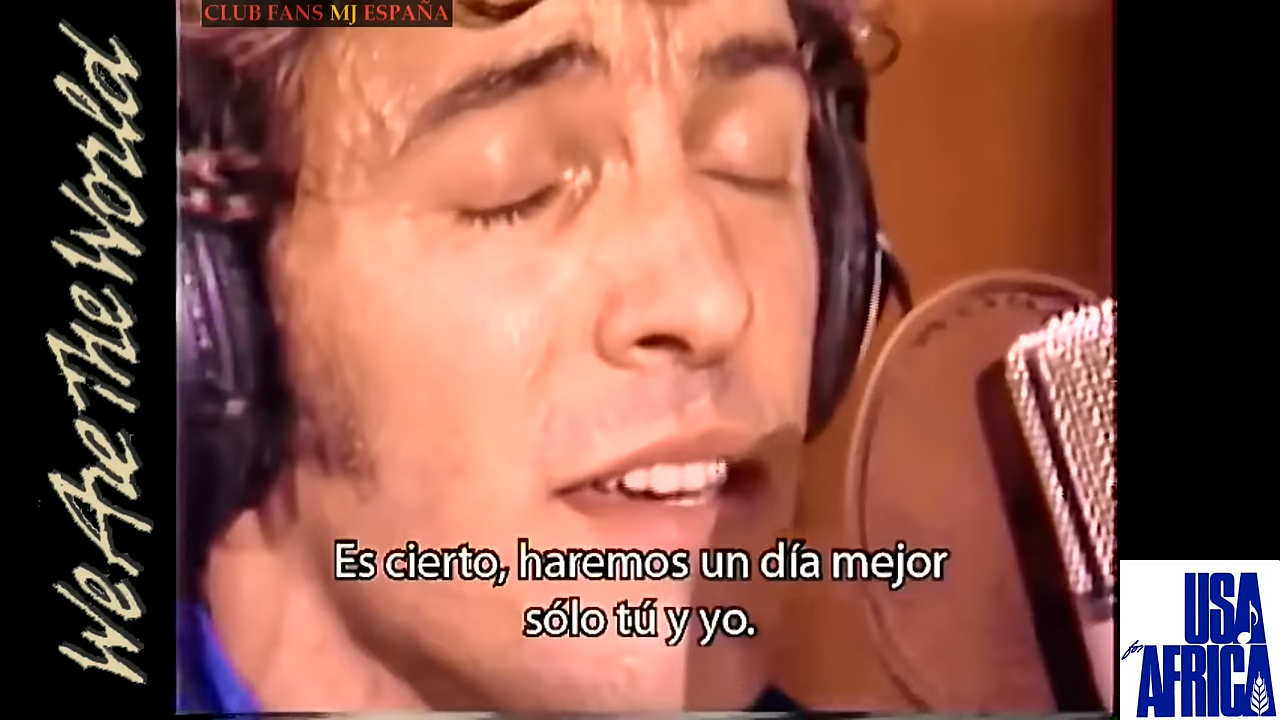 CLUB FANS MJ ESPAÑA
We Are The World
Es cierto, haremos un día mejor
sólo tú y yo.
USA
for
AFRICA